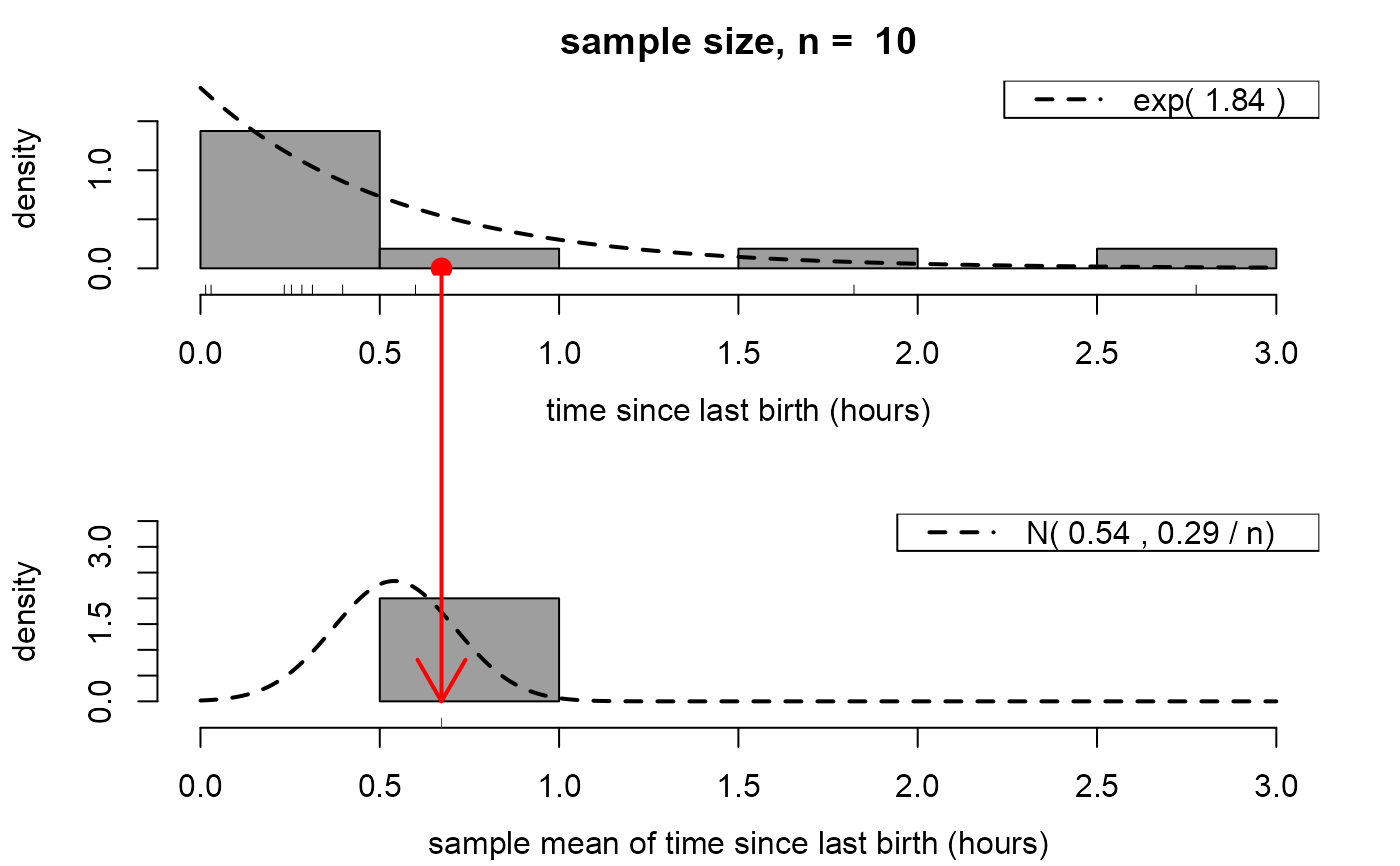 sample size, n =  10
exp( 1.84 )
density
0.0 1.0
0.0 0.5 1.0 1.5 2.0 2.5 3.0
time since last birth (hours)
N( 0.54 , 0.29 / n)
density
0.0 1.5 3.0
0.0 0.5 1.0 1.5 2.0 2.5 3.0
sample mean of time since last birth (hours)